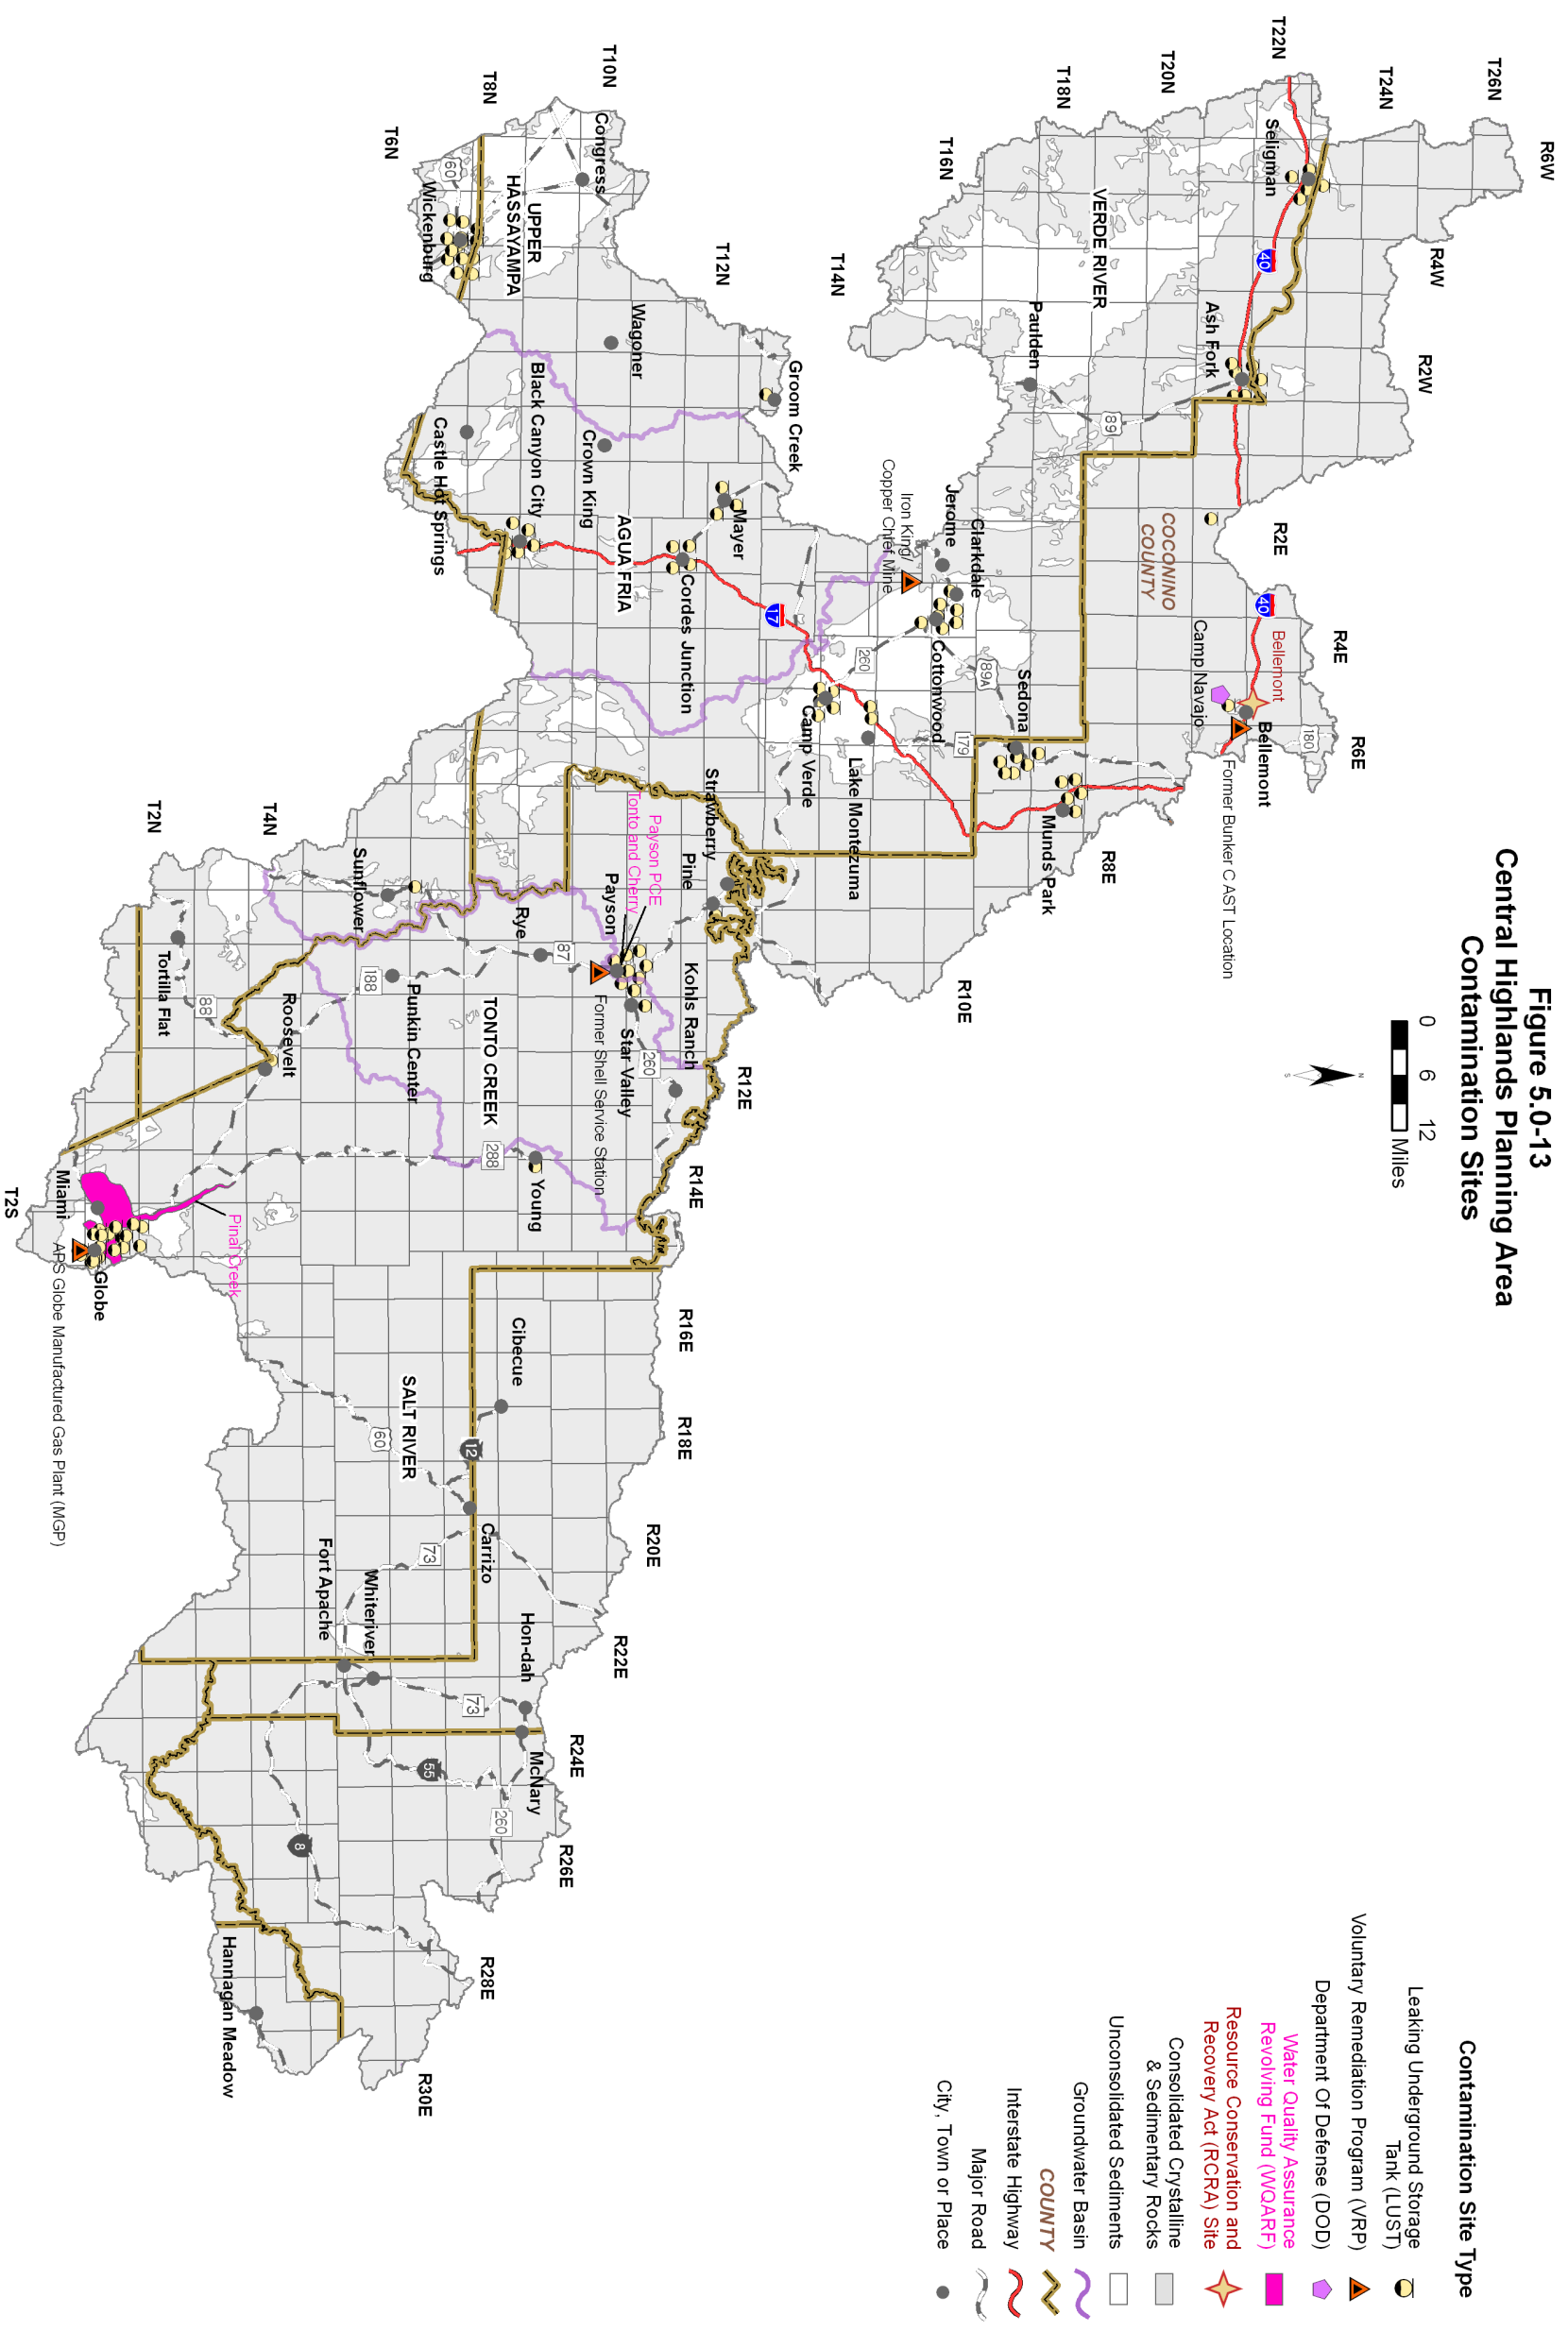 Figure 5.0-13
Central Highlands Planning Area
Contamination Sites
0 6 12
Miles
N
S
R6W
R4W
R2W
R2E
R4E
R6E
R8E
R10E
R12E
R14E
R16E
R18E
R20E
R22E
R24E
R26E
R28E
R30E
T26N
T24N
T22N
T20N
T18N
T16N
T14N
T12N
T10N
T8N
T6N
T4N
T2N
T2S
Seligman
40
Ash Fork
VERDE RIVER
Paulden
89
COCONINO
COUNTY
40
Bellemont
Camp Navajo
Bellemont
180
Former Bunker C AST Location
Iron King/
Copper Chief Mine
Jerome
Clarkdale
Cottonwood
89A
Sedona
179
260
Munds Park
Camp Verde
Lake Montezuma
17
Congress
UPPER
HASSAYAMPA
60
Wickenburg
Wagoner
Groom Creek
Black Canyon City
Castle Hot Springs
Crown King
Mayer
AGUA FRIA
Cordes Junction
Strawberry
Pine
Payson PCE
Tonto and Cherry
Payson
Kohls Ranch
Star Valley
260
Former Shell Service Station
87
Rye
Sunflower
188
Punkin Center
TONTO CREEK
288
Young
Tortilla Flat
88
Roosevelt
Miami
Pinal Creek
Globe
APS Globe Manufactured Gas Plant (MGP)
Cibecue
SALT RIVER
60
12
Carrizo
73
Fort Apache
Whiteriver
Hon-dah
73
McNary
55
260
8
Hannagan Meadow
Contamination Site Type
Leaking Underground Storage
Tank (LUST)
Voluntary Remediation Program (VRP)
Department Of Defense (DOD)
Water Quality Assurance
Revolving Fund (WQARF)
Resource Conservation and
Recovery Act (RCRA) Site
Consolidated Crystalline
& Sedimentary Rocks
Unconsolidated Sediments
Groundwater Basin
COUNTY
Interstate Highway
Major Road
City, Town or Place